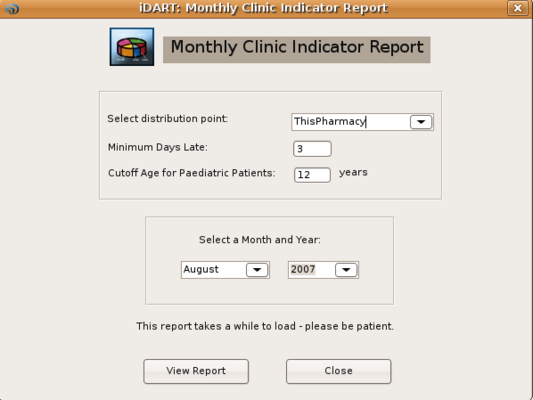 iDART: Monthly Clinic Indicator Report
Monthly Clinic Indicator Report
Select distribution point: ThisPharmacy
Minimum Days Late: 3
Cutoff Age for Paediatric Patients: 12 years
Select a Month and Year:
August 2007
This report takes a while to load - please be patient.
View Report Close